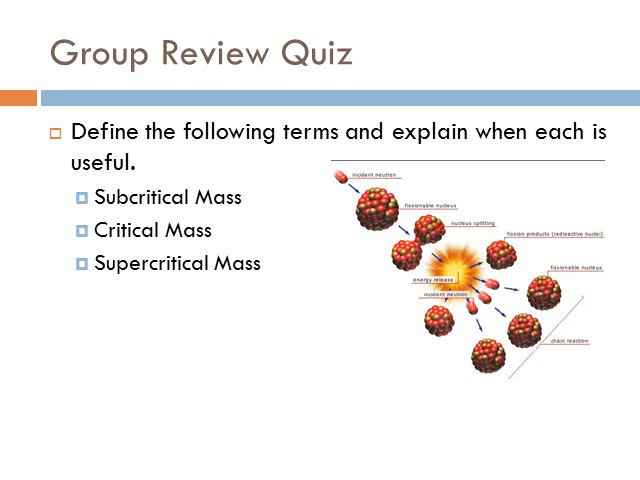 Group Review Quiz
Define the following terms and explain when each is
useful.
Subcritical Mass
Critical Mass
Supercritical Mass
incident neutron
fissionable nucleus
nucleus splitting
fission products (radioactive nuclei)
fissionable nucleus
energy release
incident neutron
chain reaction